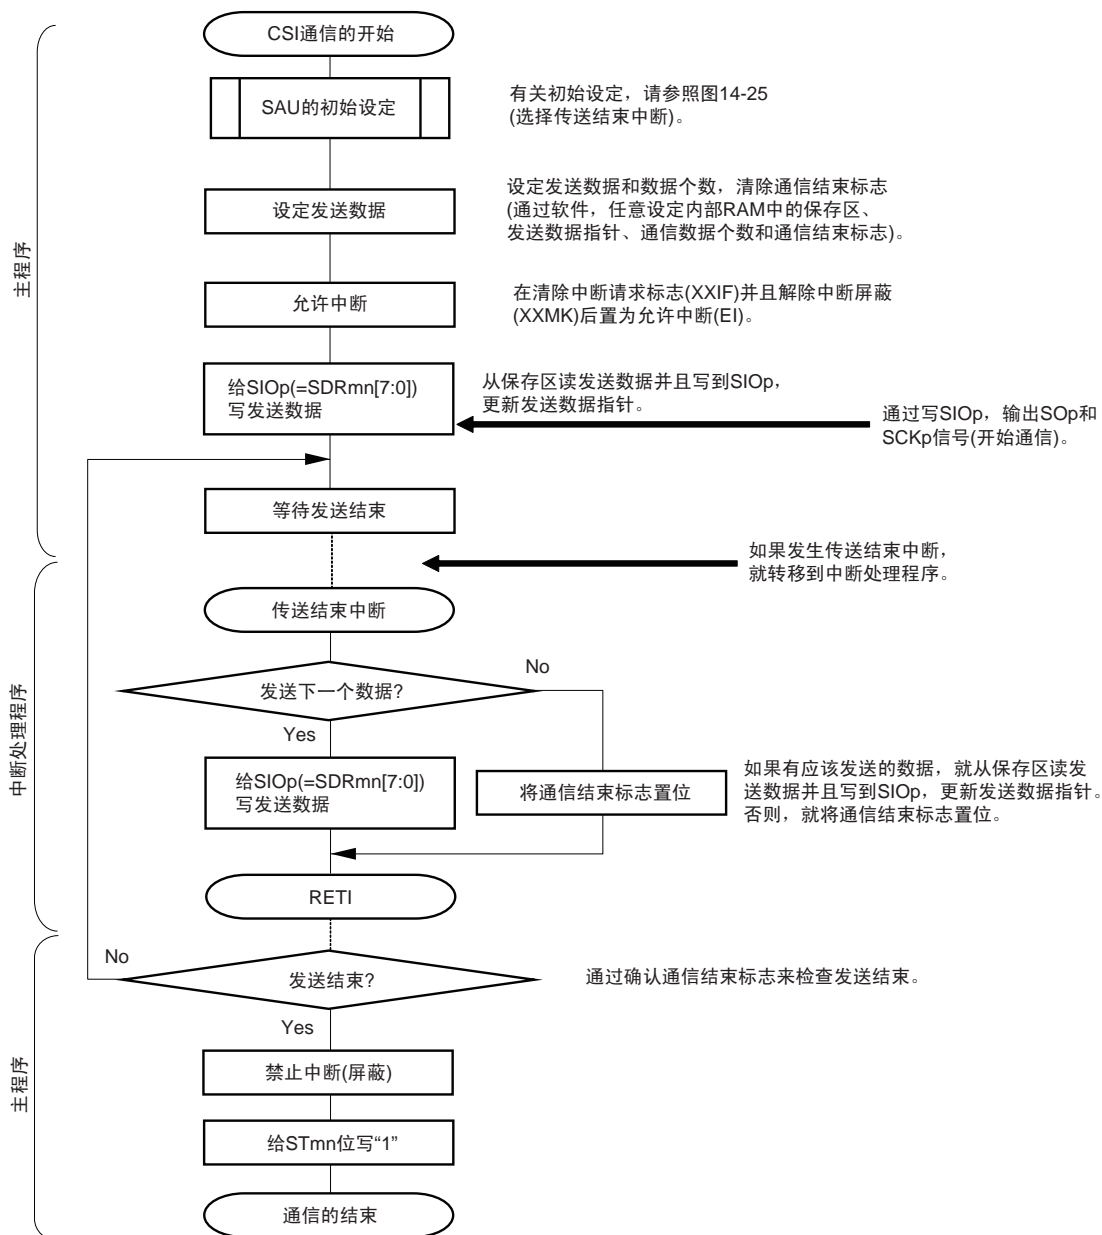 CSI通信的开始
SAU的初始设定
有关初始设定，请参照图14-25
(选择传送结束中断)。
设定发送数据
设定发送数据和数据个数，清除通信结束标志
(通过软件，任意设定内部RAM中的保存区、
发送数据指针、通信数据个数和通信结束标志)。
主程序
允许中断
在清除中断请求标志(XXIF)并且解除中断屏蔽
(XXMK)后置为允许中断(EI)。
给SIOp(=SDRmn[7:0])
写发送数据
从保存区读发送数据并且写到SIOp，
更新发送数据指针。
通过写SIOp，输出SOp和
SCKp信号(开始通信)。
等待发送结束
如果发生传送结束中断，
就转移到中断处理程序。
传送结束中断
No
发送下一个数据?
Yes
中断处理程序
给SIOp(=SDRmn[7:0])
写发送数据
将通信结束标志置位
如果有应该发送的数据，就从保存区读发
送数据并且写到SIOp，更新发送数据指针。
否则，就将通信结束标志置位。
RETI
No
发送结束?
通过确认通信结束标志来检查发送结束。
Yes
主程序
禁止中断(屏蔽)
给STmn位写“1”
通信的结束